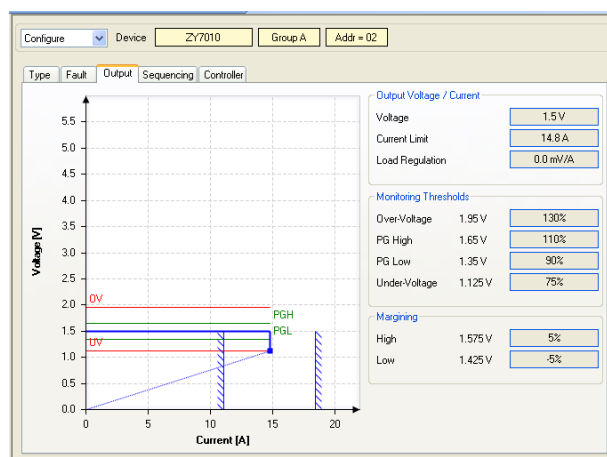 Configure Device ZY7010 Group A Addr = 02
Type Fault Output Sequencing Controller
Output Voltage / Current
Voltage 1.5 V
Current Limit 14.8 A
Load Regulation 0.0 mV/A
Monitoring Thresholds
Over-Voltage 1.95 V 130%
PG High 1.65 V 110%
PG Low 1.35 V 90%
Under-Voltage 1.125 V 75%
Margining
High 1.575 V 5%
Low 1.425 V -5%
Voltage [V]
5.5
5.0
4.5
4.0
3.5
3.0
2.5
2.0
1.5
1.0
0.5
0.0
OV
PGH
PGL
UV
0 5 10 15 20
Current [A]